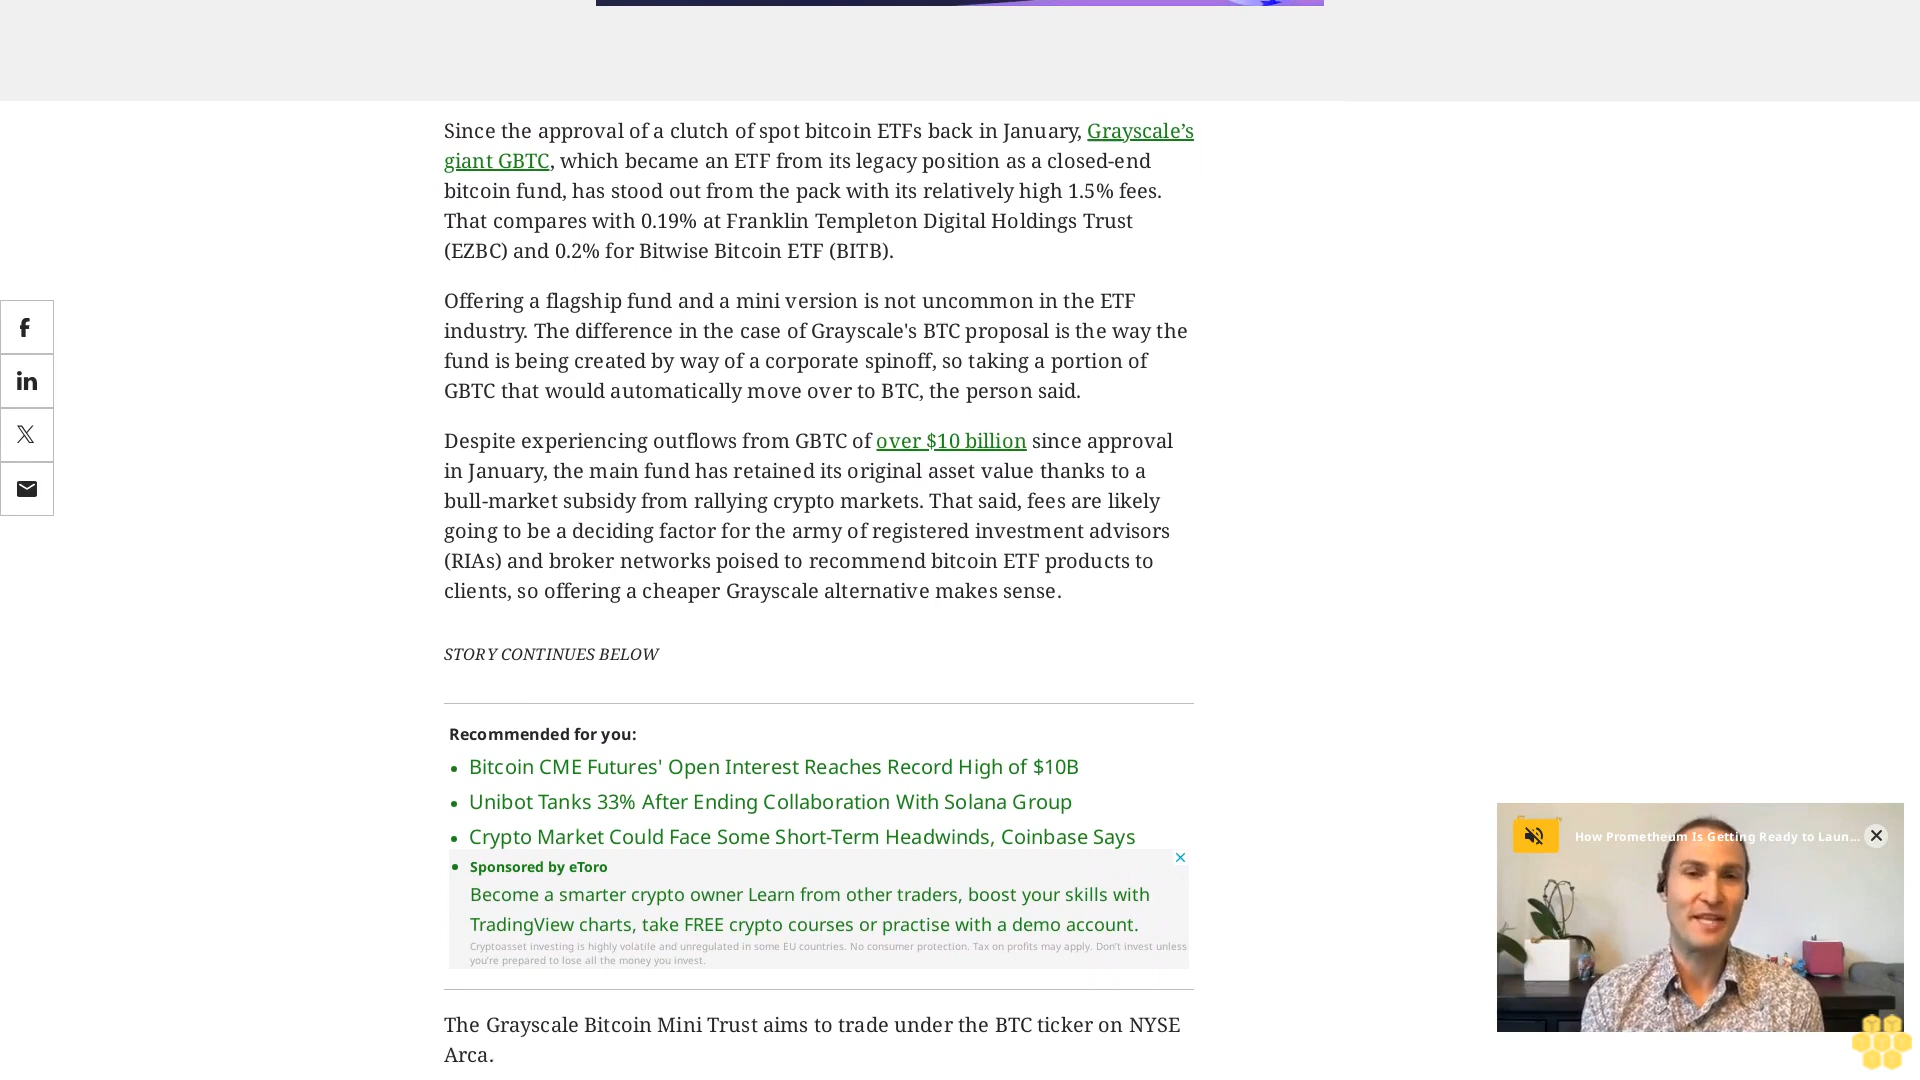 Since the approval of a clutch of spot bitcoin ETFs back in January, Grayscale’s
giant GBTC, which became an ETF from its legacy position as a closed-end
bitcoin fund, has stood out from the pack with its relatively high 1.5% fees.
That compares with 0.19% at Franklin Templeton Digital Holdings Trust
(EZBC) and 0.2% for Bitwise Bitcoin ETF (BITB).
Offering a flagship fund and a mini version is not uncommon in the ETF
industry. The difference in the case of Grayscale's BTC proposal is the way the
fund is being created by way of a corporate spinoff, so taking a portion of
GBTC that would automatically move over to BTC, the person said.
Despite experiencing outflows from GBTC of over $10 billion since approval
in January, the main fund has retained its original asset value thanks to a
bull-market subsidy from rallying crypto markets. That said, fees are likely
going to be a deciding factor for the army of registered investment advisors
(RIAs) and broker networks poised to recommend bitcoin ETF products to
clients, so offering a cheaper Grayscale alternative makes sense.
STORY CONTINUES BELOW
Recommended for you:
• Bitcoin CME Futures' Open Interest Reaches Record High of $10B
• Unibot Tanks 33% After Ending Collaboration With Solana Group
• Crypto Market Could Face Some Short-Term Headwinds, Coinbase Says
• Sponsored by eToro
Become a smarter crypto owner Learn from other traders, boost your skills with
TradingView charts, take FREE crypto courses or practise with a demo account.
Cryptoasset investing is highly volatile and unregulated in some EU countries. No consumer protection. Tax on profits may apply. Don’t invest unless
you’re prepared to lose all the money you invest.
How Prometheum Is Getting Ready to Laun...
The Grayscale Bitcoin Mini Trust aims to trade under the BTC ticker on NYSE
Arca.